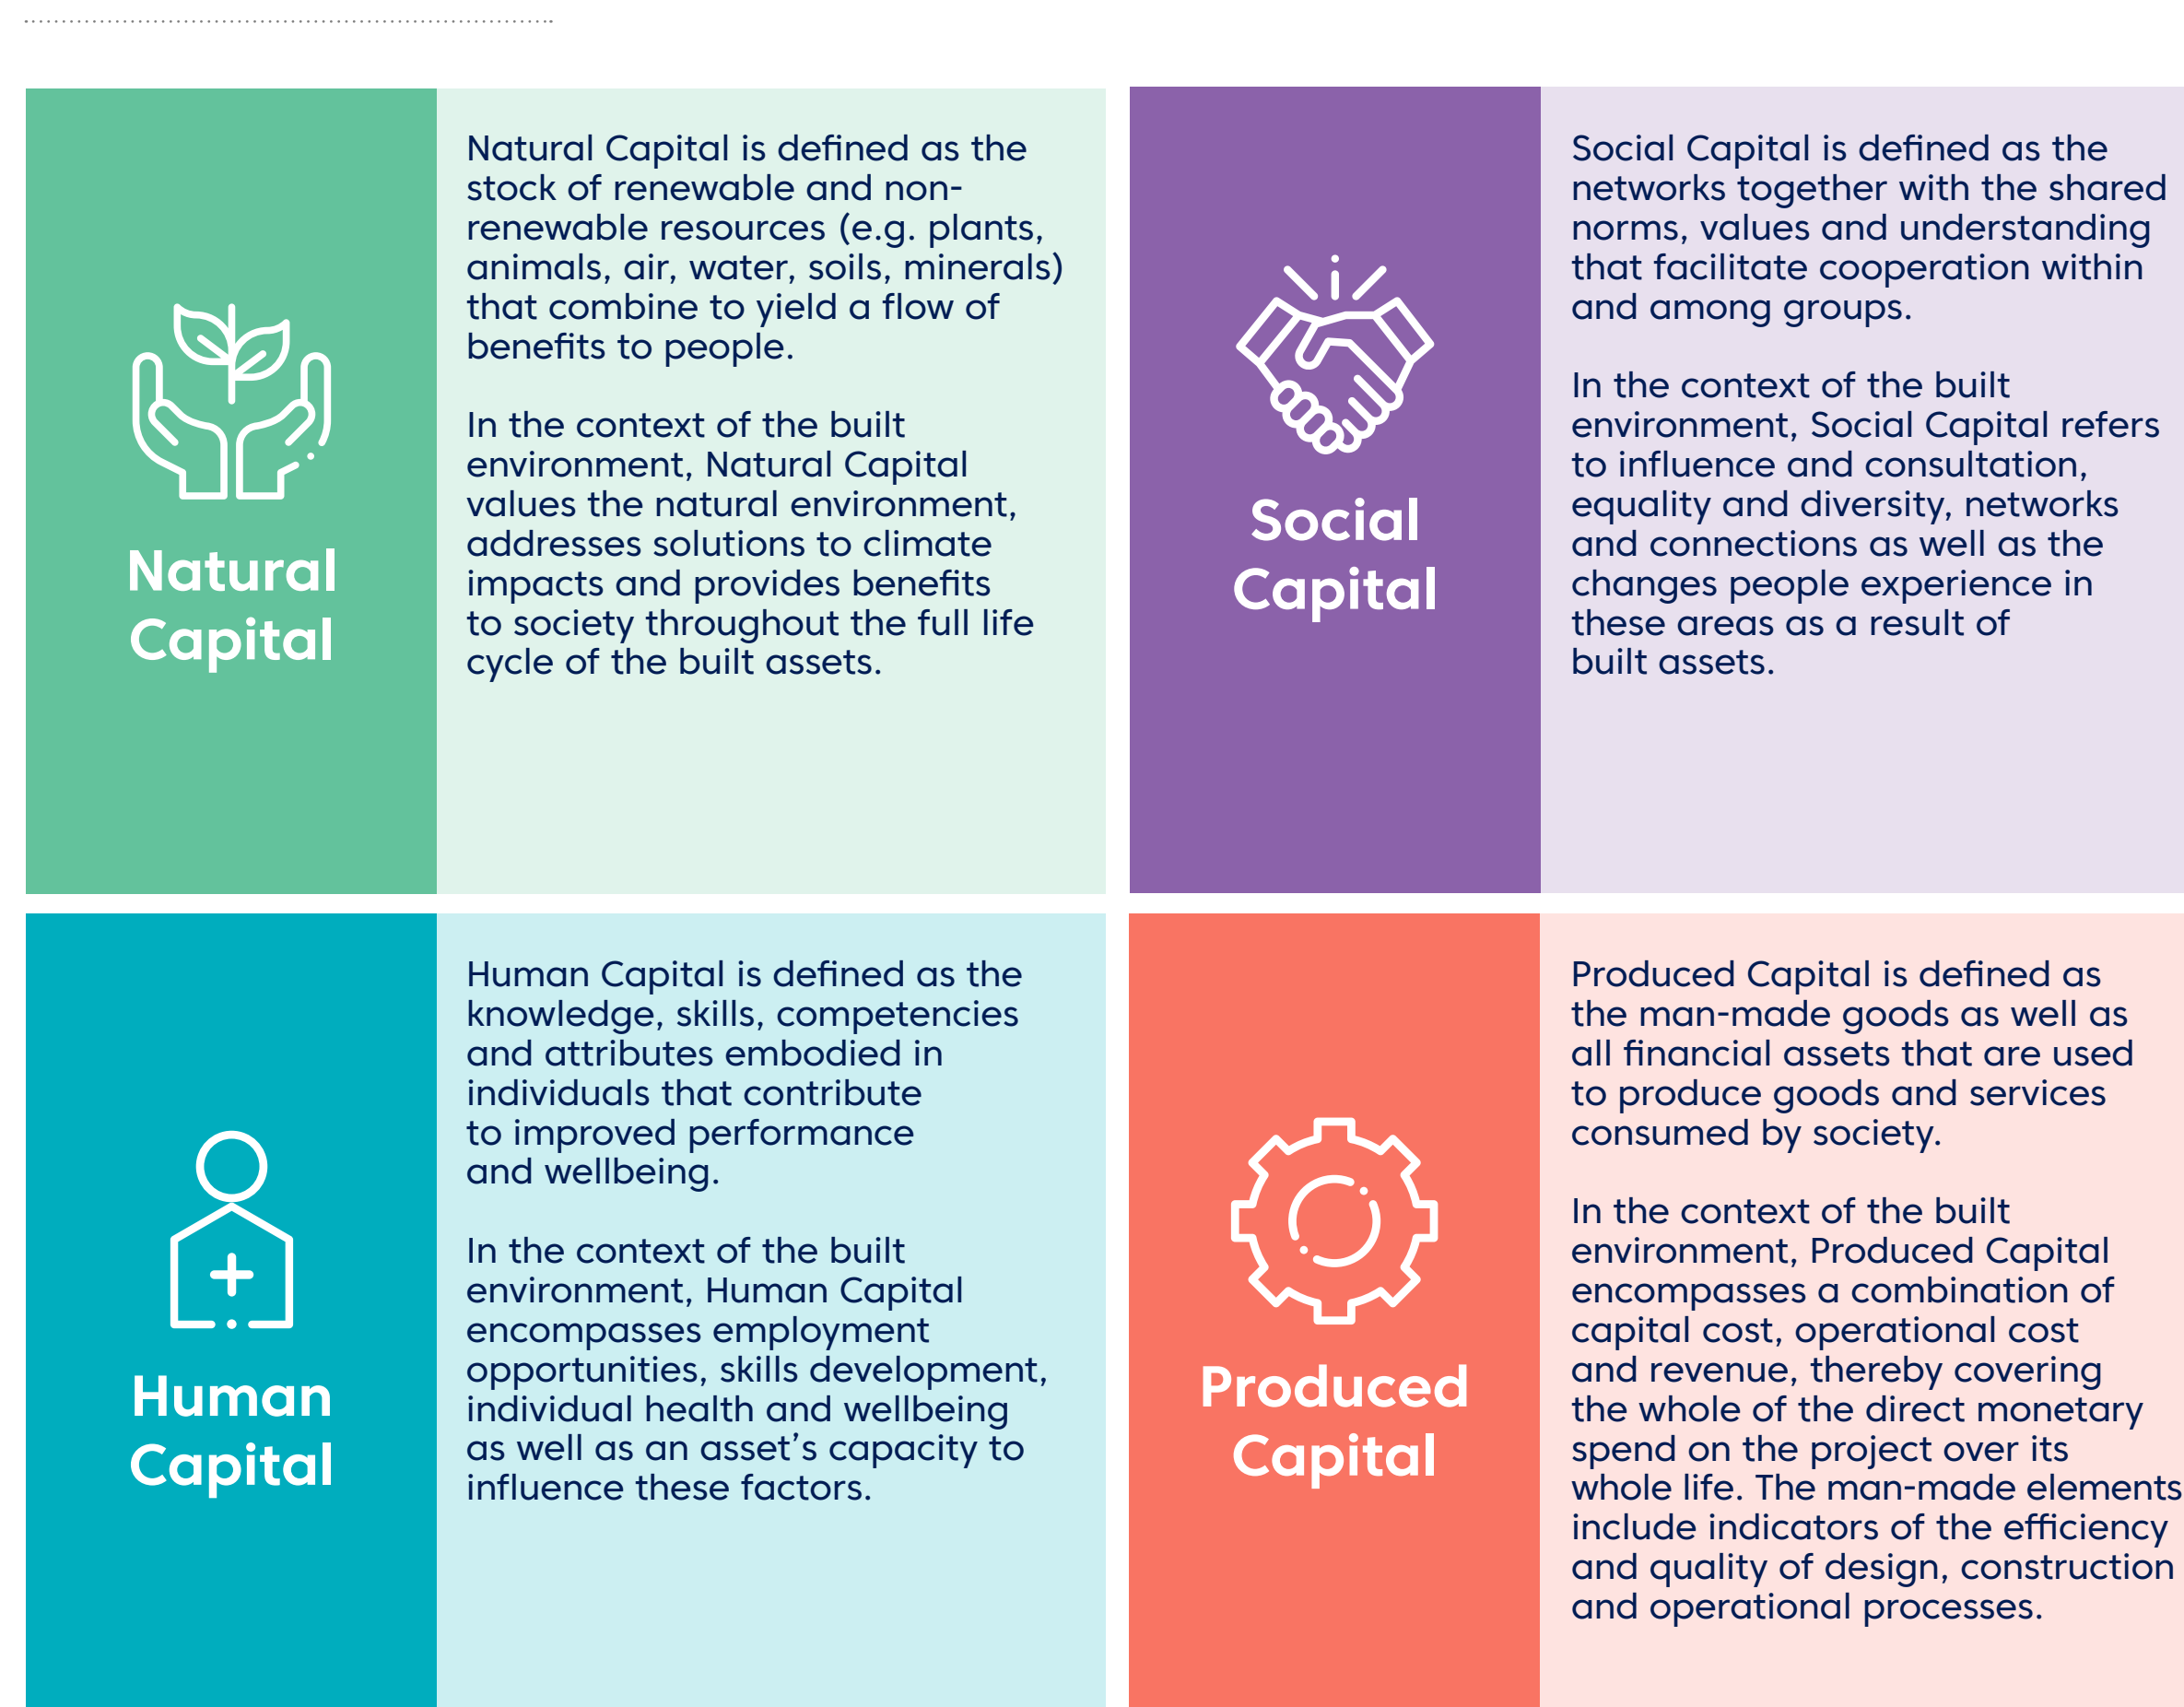 Natural
Capital
Natural Capital is defined as the
stock of renewable and non-
renewable resources (e.g. plants,
animals, air, water, soils, minerals)
that combine to yield a flow of
benefits to people.
In the context of the built
environment, Natural Capital
values the natural environment,
addresses solutions to climate
impacts and provides benefits
to society throughout the full life
cycle of the built assets.
Social
Capital
Social Capital is defined as the
networks together with the shared
norms, values and understanding
that facilitate cooperation within
and among groups.
In the context of the built
environment, Social Capital refers
to influence and consultation,
equality and diversity, networks
and connections as well as the
changes people experience in
these areas as a result of
built assets.
Human
Capital
Human Capital is defined as the
knowledge, skills, competencies
and attributes embodied in
individuals that contribute
to improved performance
and wellbeing.
In the context of the built
environment, Human Capital
encompasses employment
opportunities, skills development,
individual health and wellbeing
as well as an asset’s capacity to
influence these factors.
Produced
Capital
Produced Capital is defined as
the man-made goods as well as
all financial assets that are used
to produce goods and services
consumed by society.
In the context of the built
environment, Produced Capital
encompasses a combination of
capital cost, operational cost
and revenue, thereby covering
the whole of the direct monetary
spend on the project over its
whole life. The man-made elements
include indicators of the efficiency
and quality of design, construction
and operational processes.